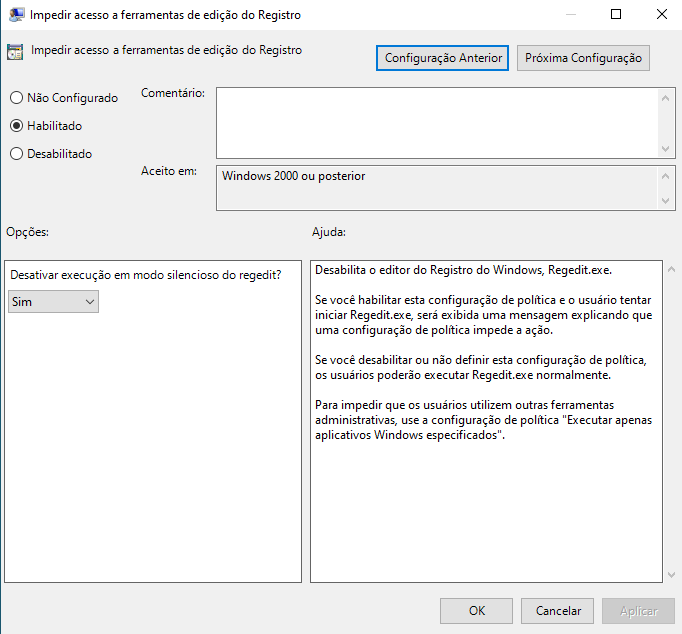 Impedir acesso a ferramentas de edição do Registro
Impedir acesso a ferramentas de edição do Registro
Configuração Anterior
Próxima Configuração
Não Configurado
Comentário:
Habilitado
Desabilitado
Aceito em:
Windows 2000 ou posterior
Opções:
Ajuda:
Desativar execução em modo silencioso do regedit?
Sim
Desabilita o editor do Registro do Windows, Regedit.exe.
Se você habilitar esta configuração de política e o usuário tentar
iniciar Regedit.exe, será exibida uma mensagem explicando que
uma configuração de política impede a ação.
Se você desabilitar ou não definir esta configuração de política,
os usuários poderão executar Regedit.exe normalmente.
Para impedir que os usuários utilizem outras ferramentas
administrativas, use a configuração de política "Executar apenas
aplicativos Windows especificados".
OK
Cancelar
Aplicar